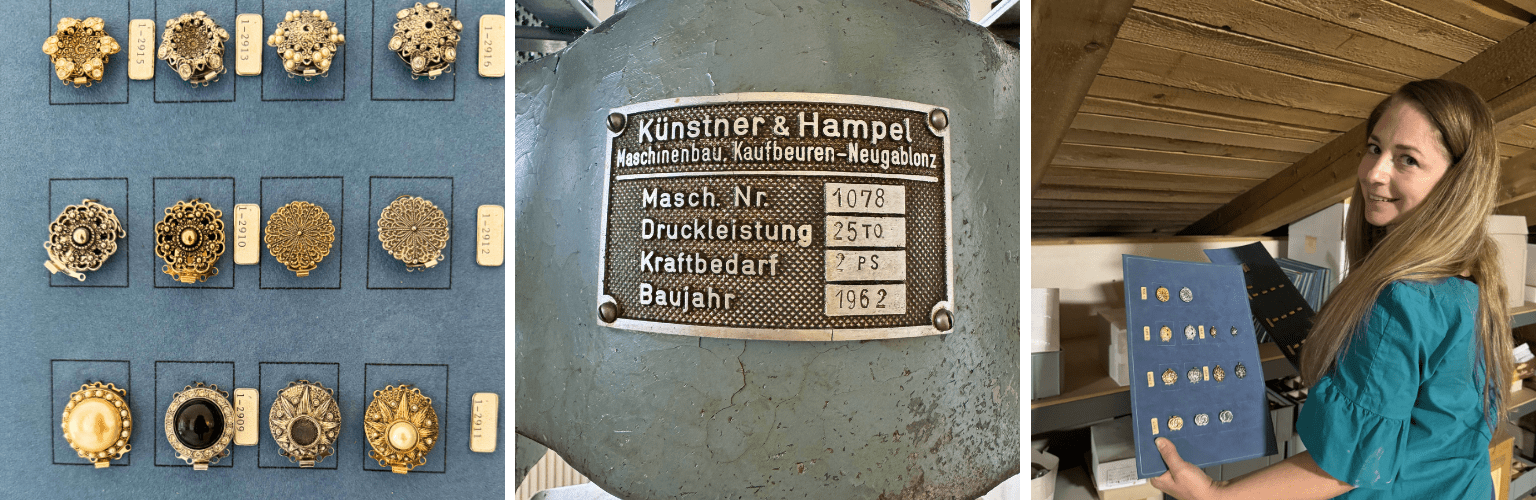 1-2915
1-2913
1-2916
1-2910
1-2912
1-2909
1-2911
Künstner & Hampel
Maschinenbau, Kaufbeuren-Neugablonz
Masch. Nr. 1078
Druckleistung 25 TO
Kraftbedarf 2 PS
Baujahr 1962